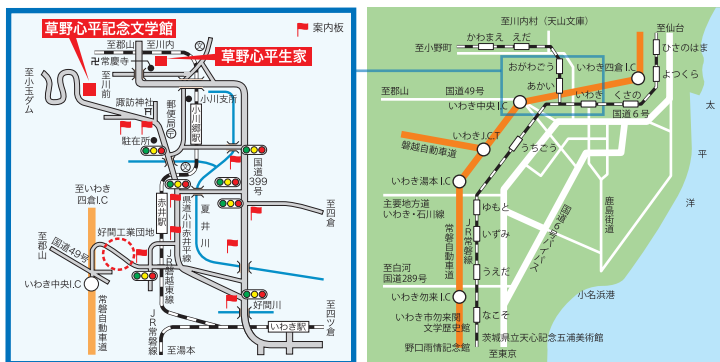 草野心平記念文学館
案内板
至郡山
至川内
文
草野心平生家
卍常慶寺
至小玉ダム
至川前
諏訪神社
郵便局
小川支所
小川郷駅
駐在所
文
国道399号
至いわき四倉I.C
赤井駅
県道小川赤井平線
夏井川
至四倉
好間工業団地
至郡山
国道49号
いわき中央I.C
JR磐越東線
好間川
常磐自動車道
JR常磐線
いわき駅
至四ツ倉
至湯本
至川内村（天山文庫）
至仙台
至小野町
かわまえ
えだ
ひさのはま
おがわごう
いわき四倉I.C
よつくら
至郡山
国道49号
あかい
いわき中央I.C
いわき
くさの
国道6号
太平洋
いわきJ.C.T
磐越自動車道
うちごう
いわき湯本I.C
主要地方道
いわき・石川線
ゆもと
国道6号バイパス
鹿島街道
常磐自動車道
JR常磐線
いずみ
至白河
国道289号
うえだ
小名浜港
いわき勿来I.C
いわき市勿来関
文学歴史館
なこそ
茨城県立天心記念五浦美術館
野口雨情記念館
至東京